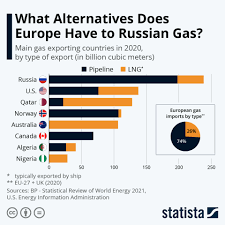 What Alternatives Does
Europe Have to Russian Gas?
Main gas exporting countries in 2020,
by type of export (in billion cubic meters)
Pipeline LNG*
Russia
U.S.
Qatar
Norway
Australia
Canada
Algeria
Nigeria
0 50 100 150 200 250
European gas
imports by type**
26%
74%
* typically exported by ship
** EU-27 + UK (2020)
Sources: BP - Statistical Review of World Energy 2021,
U.S. Energy Information Administration
statista